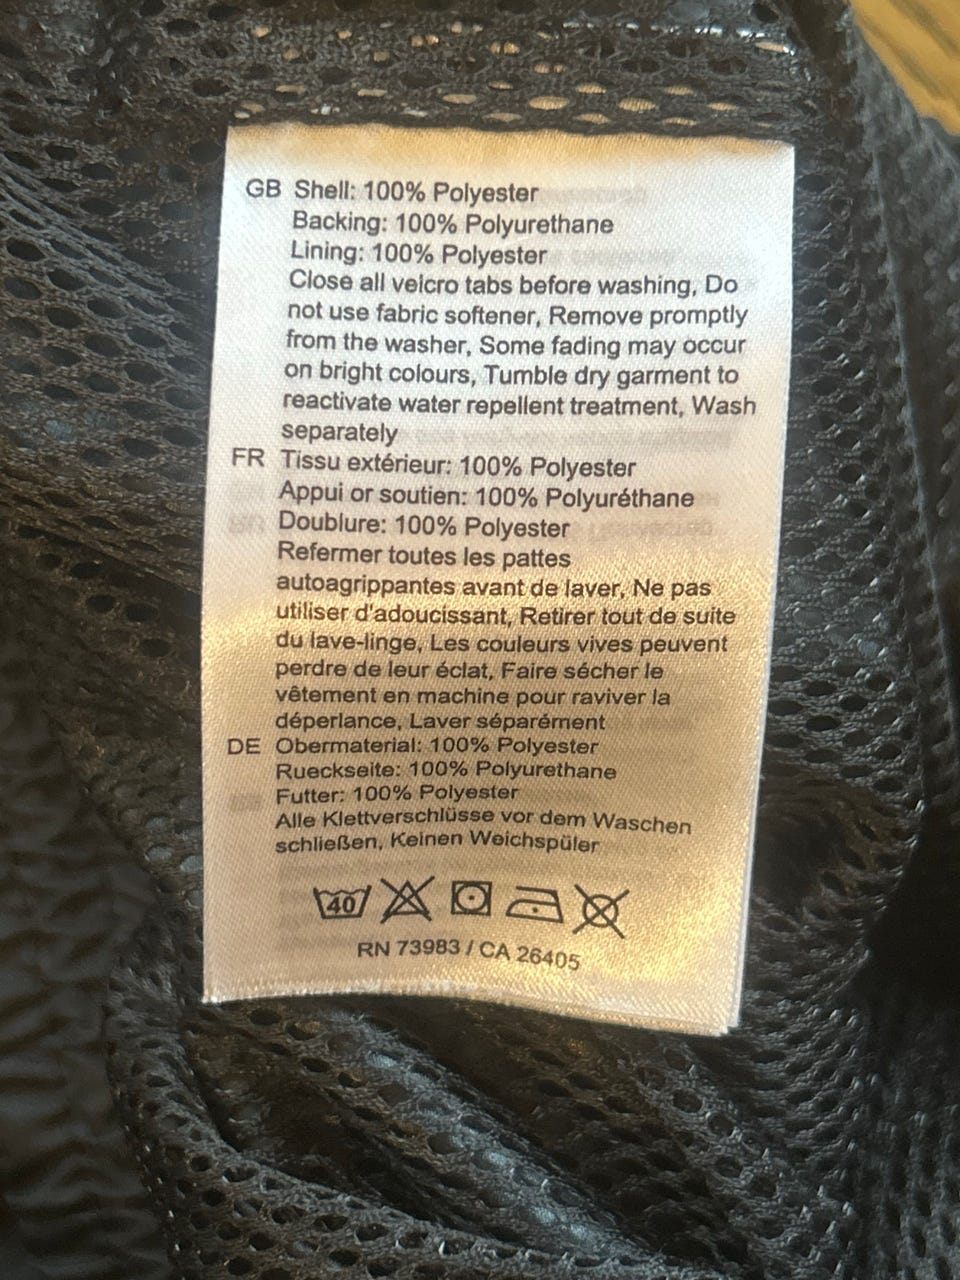 GB Shell: 100% Polyester
Backing: 100% Polyurethane
Lining: 100% Polyester
Close all velcro tabs before washing, Do
not use fabric softener, Remove promptly
from the washer, Some fading may occur
on bright colours, Tumble dry garment to
reactivate water repellent treatment, Wash
separately
FR Tissu extérieur: 100% Polyester
Appui or soutien: 100% Polyuréthane
Doublure: 100% Polyester
Refermer toutes les pattes
autoagrippantes avant de laver, Ne pas
utiliser d'adoucissant, Retirer tout de suite
du lave-linge, Les couleurs vives peuvent
perdre de leur éclat, Faire sécher le
vêtement en machine pour raviver la
déperlance, Laver séparément
DE Obermaterial: 100% Polyester
Rueckseite: 100% Polyurethane
Futter: 100% Polyester
Alle Klettverschlüsse vor dem Waschen
schließen, Keinen Weichspüler
40
RN 73983 / CA 26405